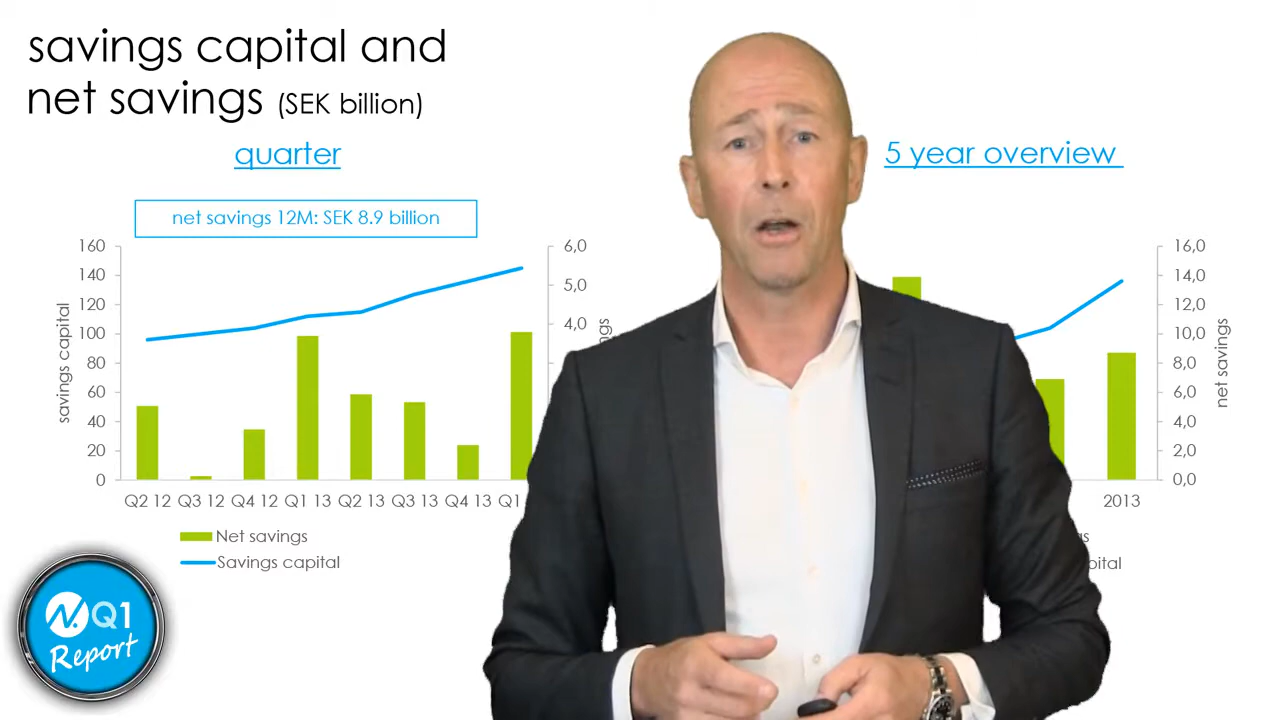 savings capital and
net savings (SEK billion)
quarter
5 year overview
net savings 12M: SEK 8.9 billion
160
140
120
100
80
60
40
20
0
savings capital
6,0
5,0
4,0
16,0
14,0
12,0
10,0
8,0
6,0
4,0
2,0
0,0
net savings
Q2 12 Q3 12 Q4 12 Q1 13 Q2 13 Q3 13 Q4 13 Q1
2013
Net savings
Savings capital
N. Q1
Report